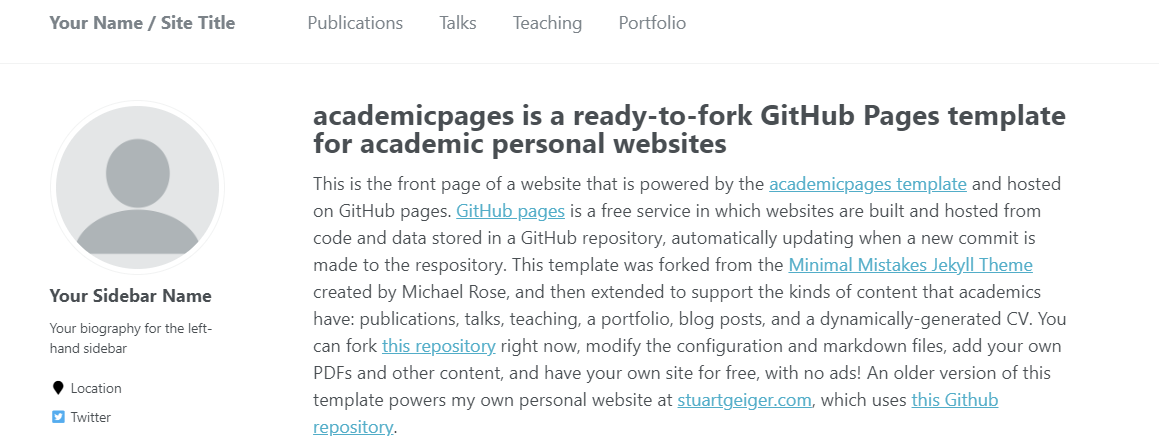 Your Name / Site Title
Publications
Talks
Teaching
Portfolio
Your Sidebar Name
Your biography for the left-
hand sidebar
Location
Twitter
academicpages is a ready-to-fork GitHub Pages template
for academic personal websites
This is the front page of a website that is powered by the academicpages template and hosted
on GitHub pages. GitHub pages is a free service in which websites are built and hosted from
code and data stored in a GitHub repository, automatically updating when a new commit is
made to the respository. This template was forked from the Minimal Mistakes Jekyll Theme
created by Michael Rose, and then extended to support the kinds of content that academics
have: publications, talks, teaching, a portfolio, blog posts, and a dynamically-generated CV. You
can fork this repository right now, modify the configuration and markdown files, add your own
PDFs and other content, and have your own site for free, with no ads! An older version of this
template powers my own personal website at stuartgeiger.com, which uses this Github
repository.